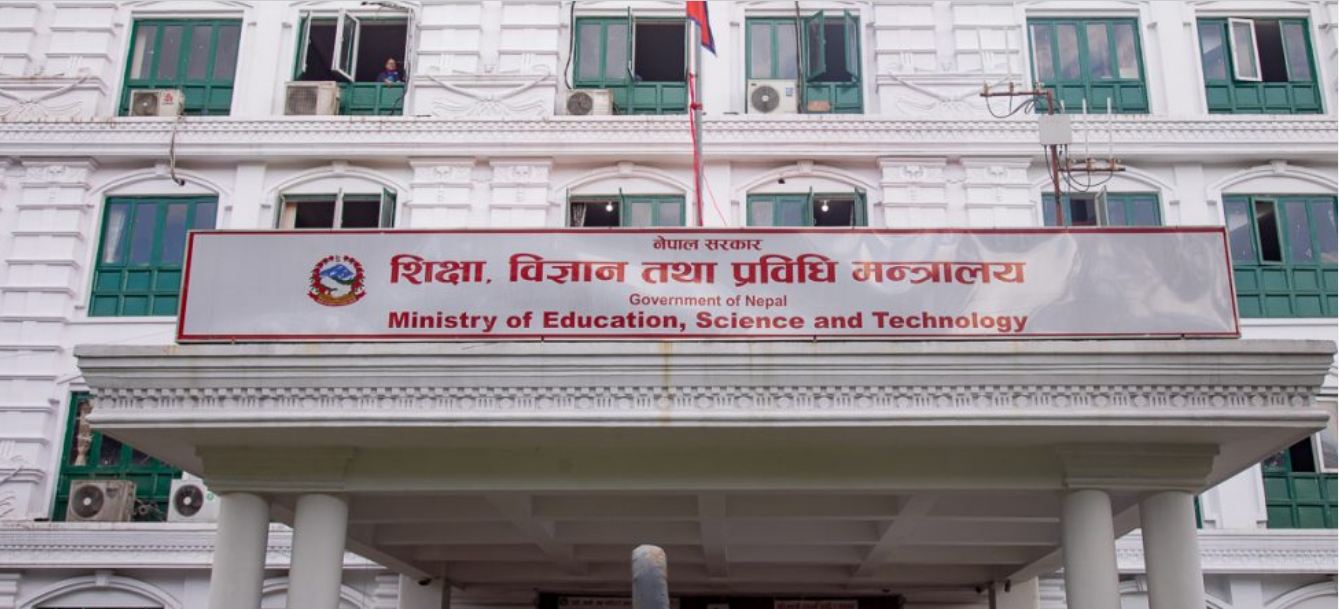 नेपाल सरकार
शिक्षा, विज्ञान तथा प्रविधि मन्त्रालय
Government of Nepal
Ministry of Education, Science and Technology